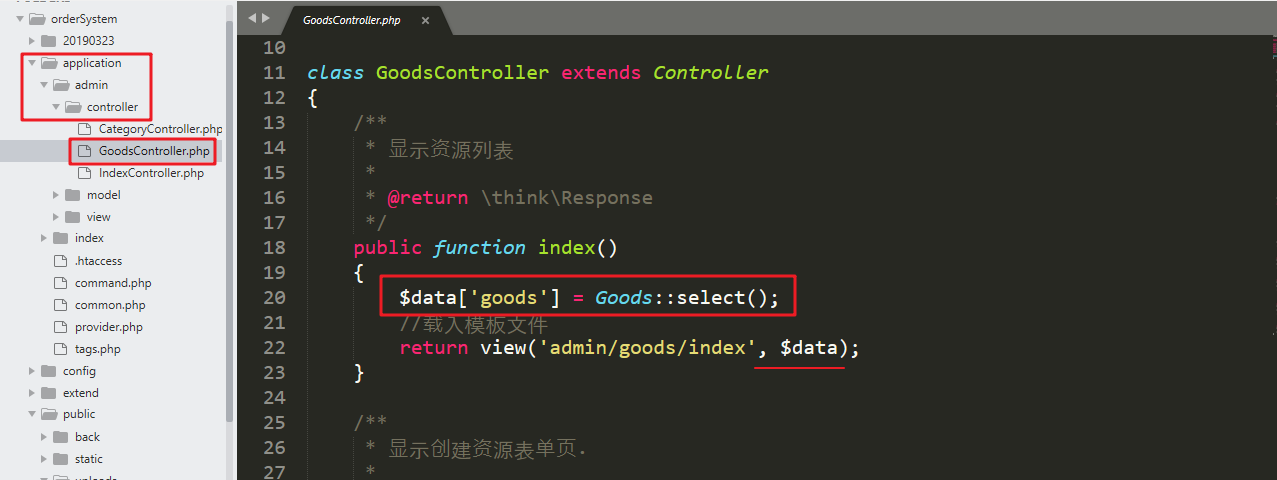 orderSystem
20190323
application
admin
controller
CategoryController.php
GoodsController.php
IndexController.php
model
view
index
.htaccess
command.php
common.php
provider.php
tags.php
config
extend
public
back
static
uploads
GoodsController.php ×
10
11 class GoodsController extends Controller
12 {
13 /**
14 * 显示资源列表
15 *
16 * @return \think\Response
17 */
18 public function index()
19 {
20 $data['goods'] = Goods::select();
21 //载入模板文件
22 return view('admin/goods/index', $data);
23 }
24
25 /**
26 * 显示创建资源表单页.
27 *